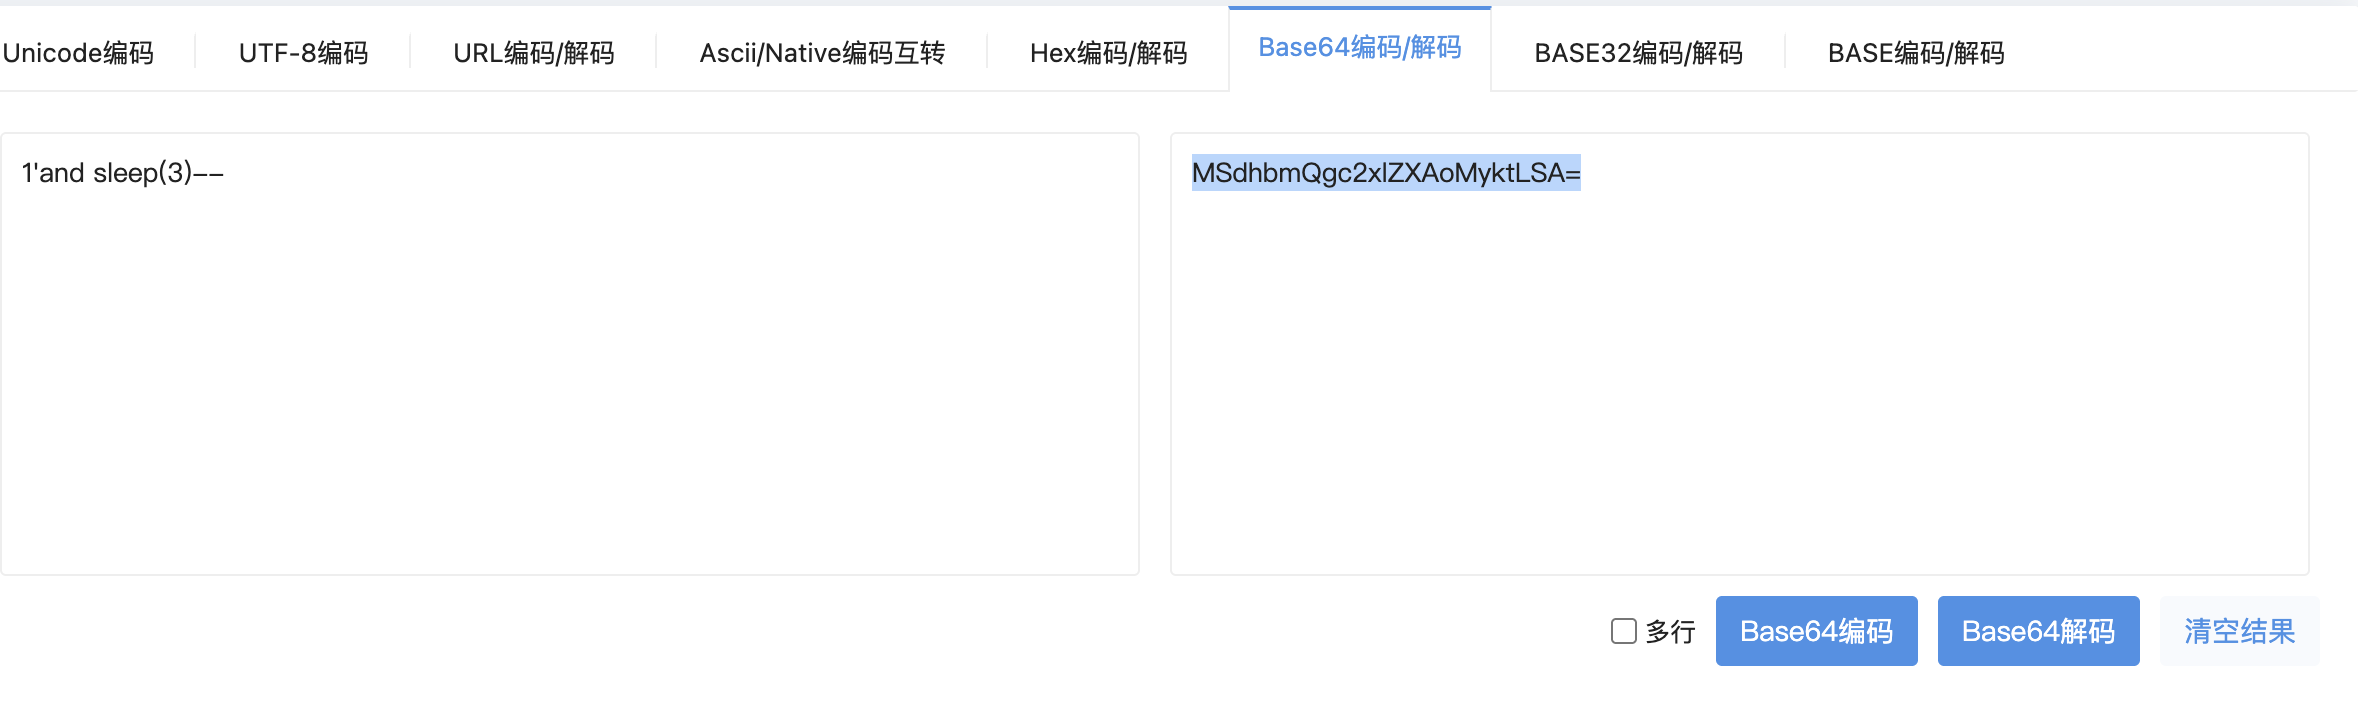 Unicode编码 UTF-8编码 URL编码/解码 Ascii/Native编码互转 Hex编码/解码 Base64编码/解码 BASE32编码/解码 BASE编码/解码
1'and sleep(3)--
MSdhbmQgc2xlZXAoMyktLSA=
多行 Base64编码 Base64解码 清空结果